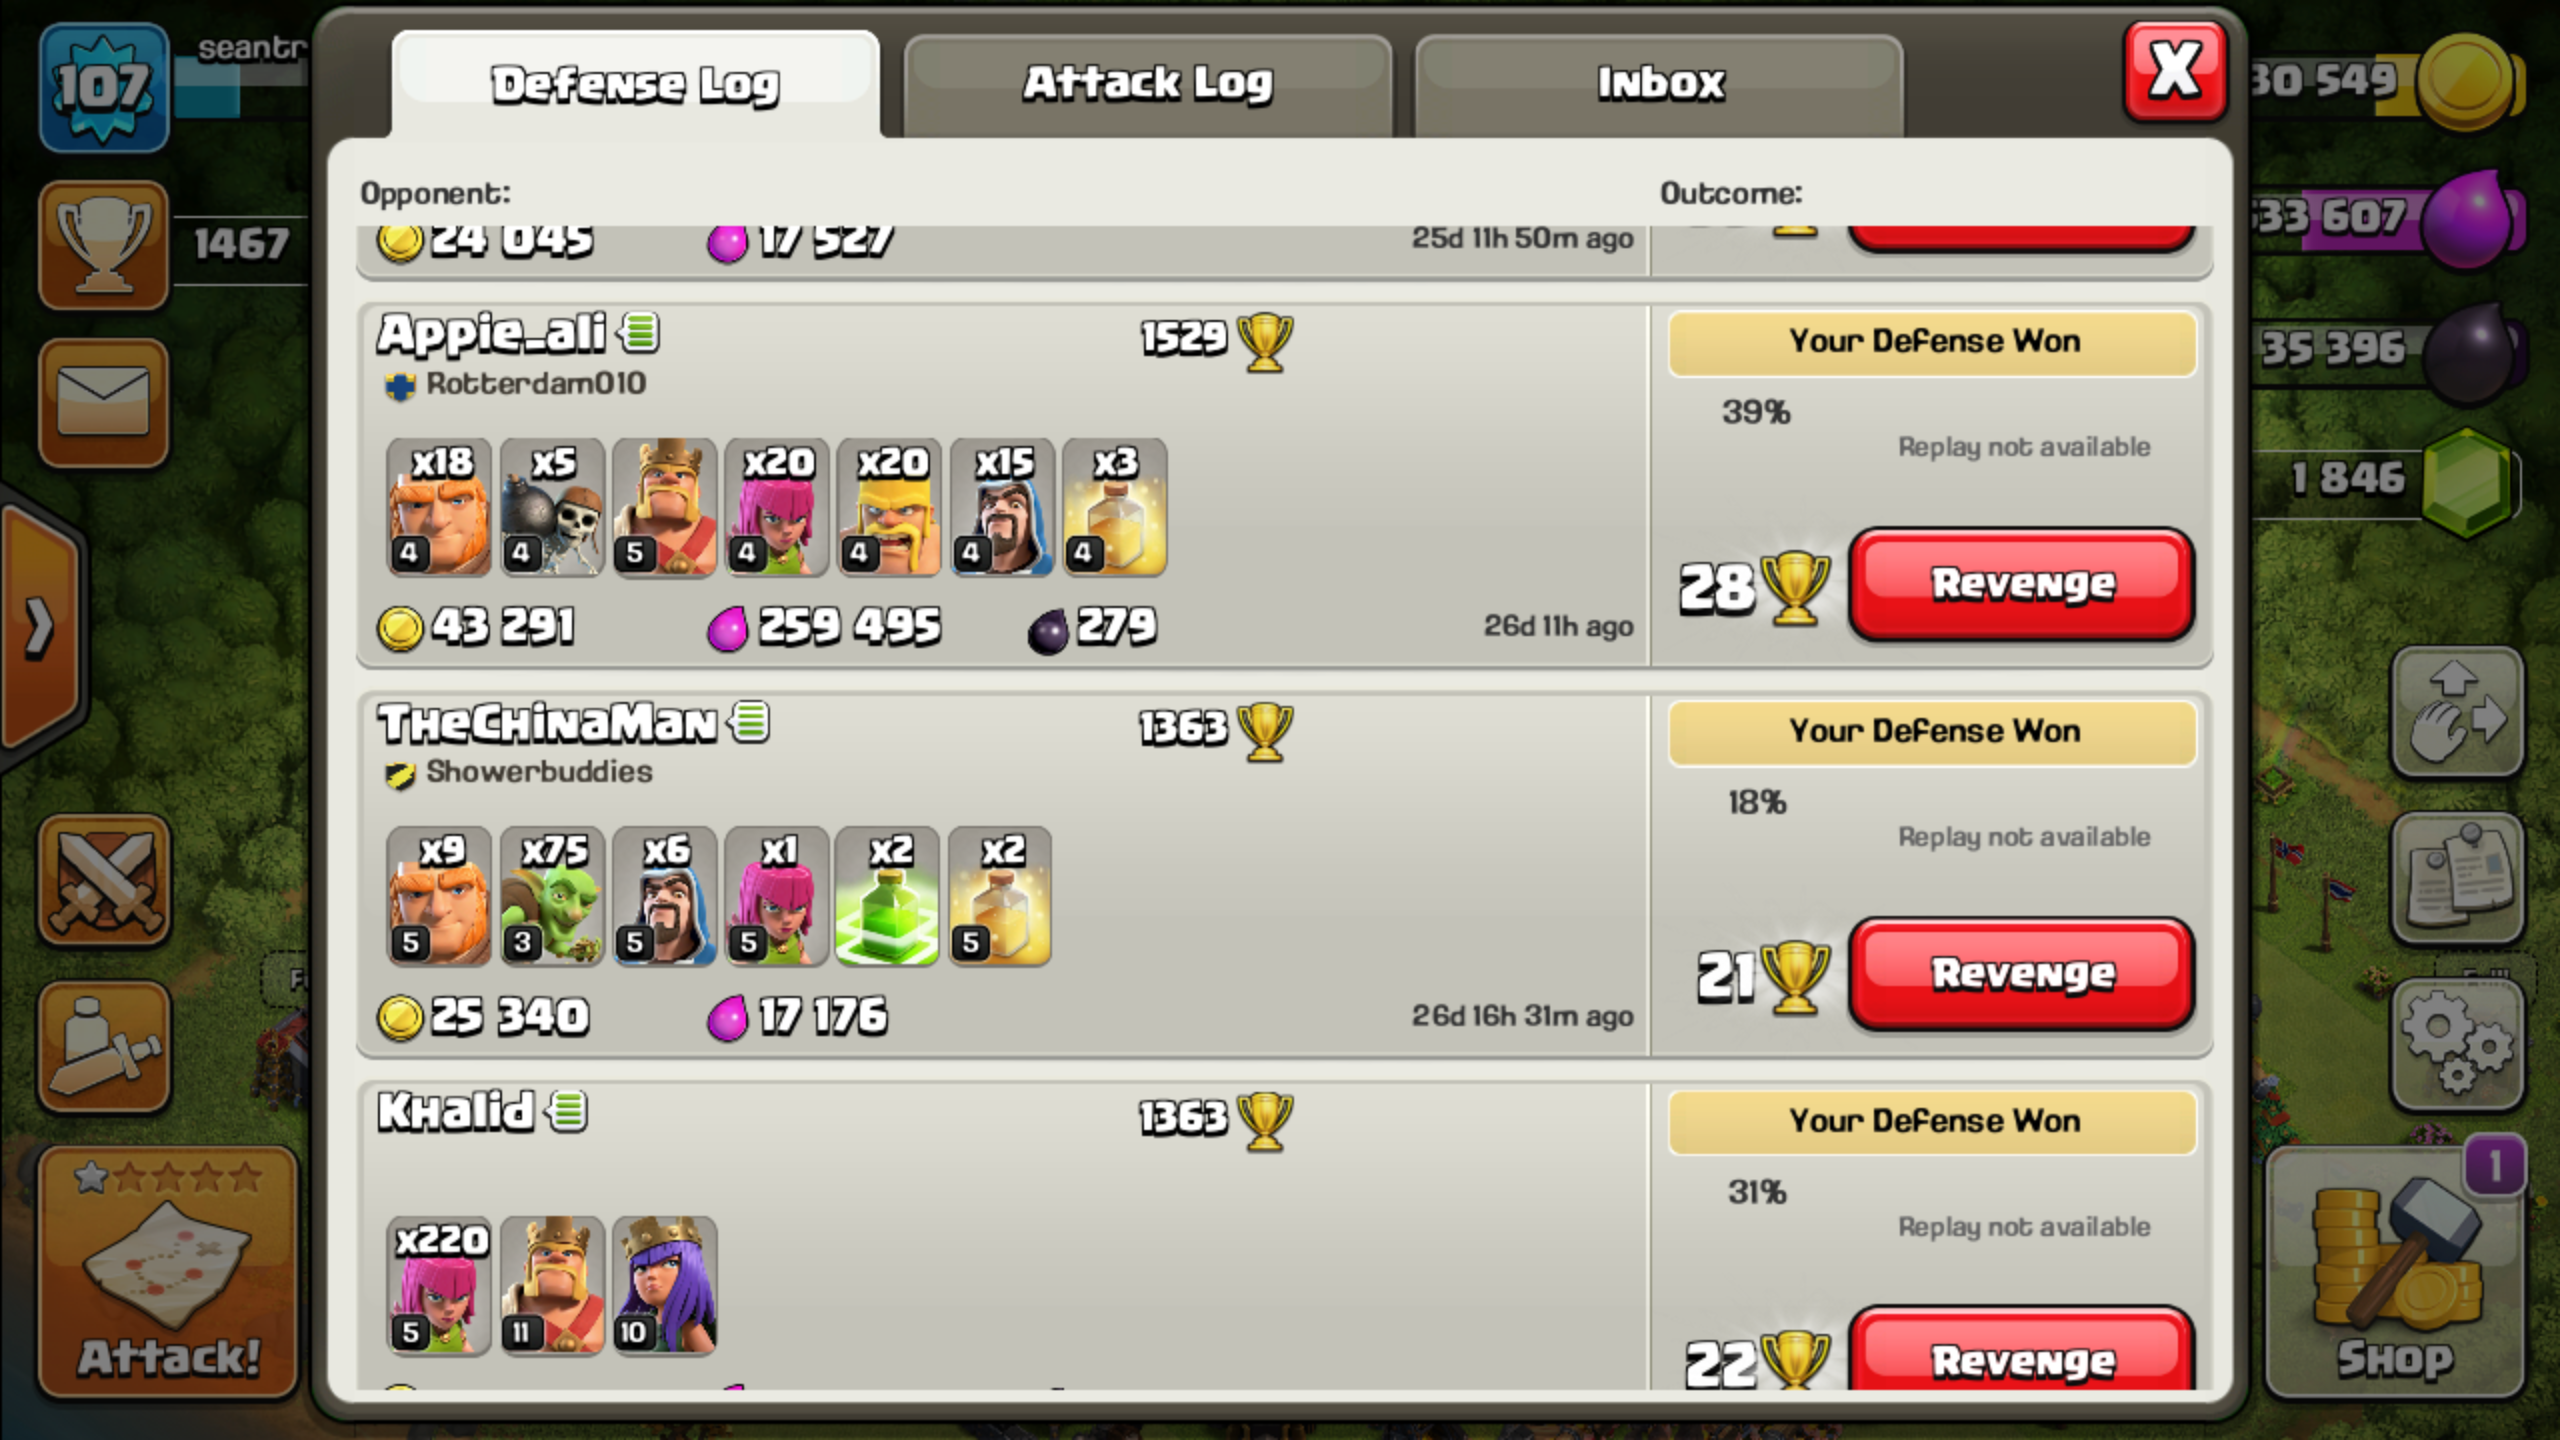 107
seantr
Defense Log
Attack Log
Inbox
X
30 549
Opponent:
Outcome:
1467
24 045
17 527
25d 11h 50m ago
33 607
Appie_ali
1529
Your Defense Won
35 396
Rotterdam010
39%
Replay not available
x18
x5
x20
x20
x15
x3
1 846
4
4
5
4
4
4
4
28
Revenge
43 291
259 495
279
26d 11h ago
TheChinaMan
1363
Your Defense Won
Showerbuddies
18%
Replay not available
x9
x75
x6
x1
x2
x2
5
3
5
5
5
21
Revenge
25 340
17 176
26d 16h 31m ago
Khalid
1363
Your Defense Won
1
31%
Replay not available
x220
5
11
10
22
Revenge
Attack!
Shop